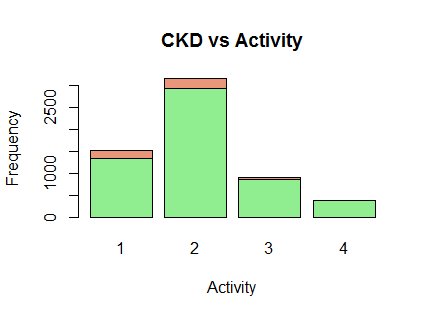 CKD vs Activity
Frequency
2500
1000
0
1 2 3 4
Activity